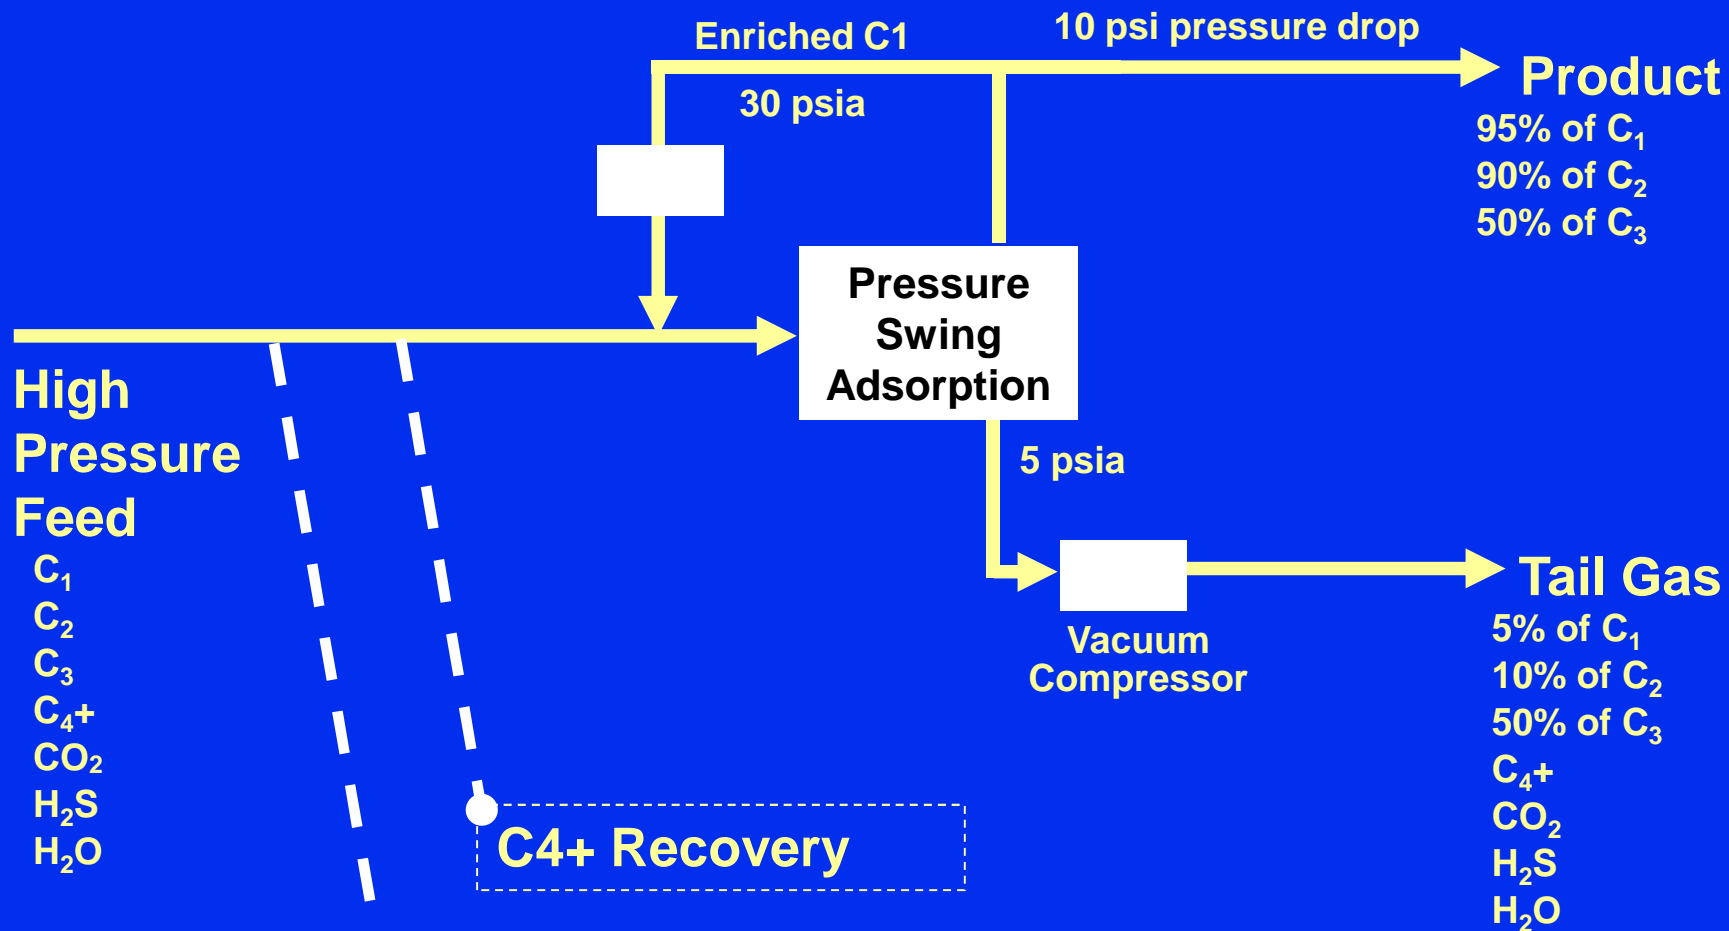 Enriched C1
10 psi pressure drop
30 psia
Product
95% of C₁
90% of C₂
50% of C₃
Pressure
Swing
Adsorption
High
Pressure
Feed
C₁
C₂
C₃
C₄+
CO₂
H₂S
H₂O
5 psia
Vacuum
Compressor
Tail Gas
5% of C₁
10% of C₂
50% of C₃
C₄+
CO₂
H₂S
H₂O
C4+ Recovery